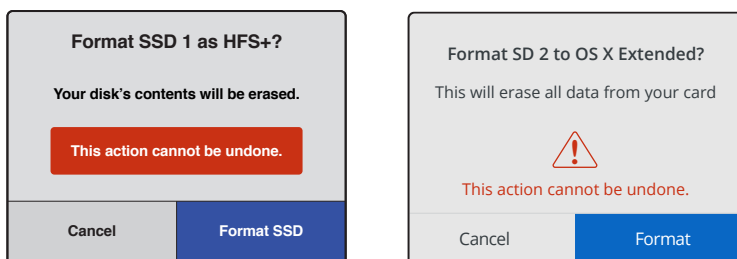 Format SSD 1 as HFS+?
Your disk's contents will be erased.
This action cannot be undone.
Cancel
Format SSD
Format SD 2 to OS X Extended?
This will erase all data from your card
This action cannot be undone.
Cancel
Format